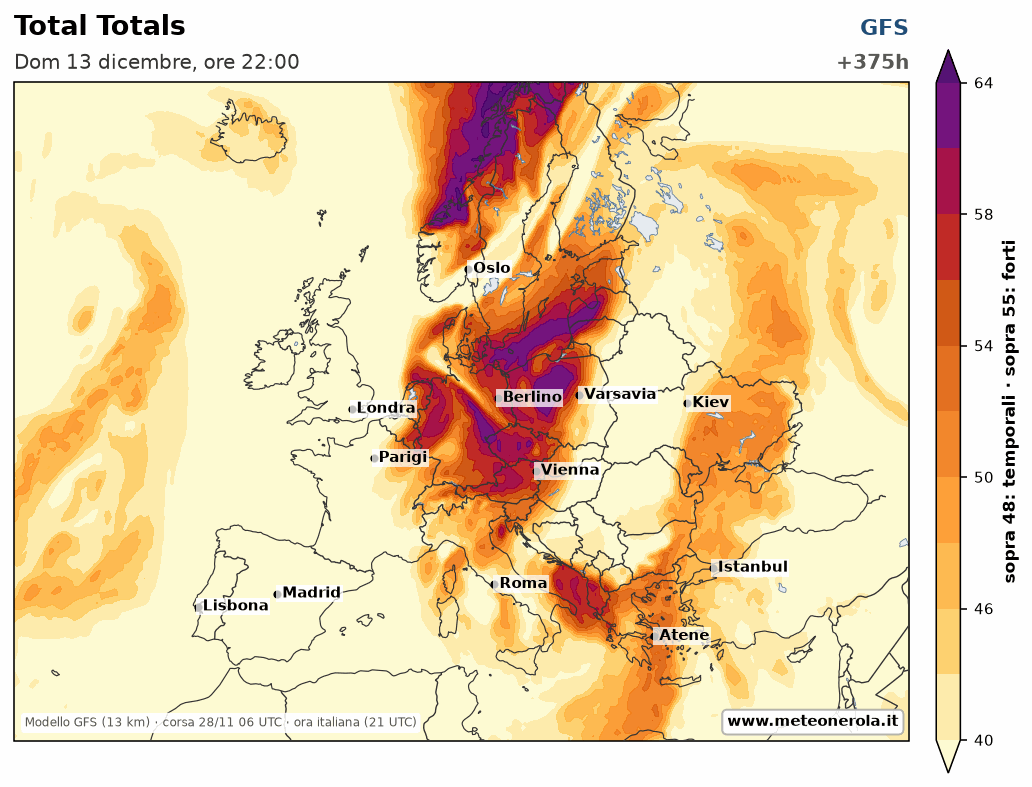 Total Totals
GFS
Dom 13 dicembre, ore 22:00
+375h
64
58
54
50
46
40
sopra 48: temporali · sopra 55: forti
Oslo
Londra
Berlino
Varsavia
Kiev
Parigi
Vienna
Istanbul
Roma
Madrid
Lisbona
Atene
Modello GFS (13 km) · corsa 28/11 06 UTC · ora italiana (21 UTC)
www.meteonerola.it